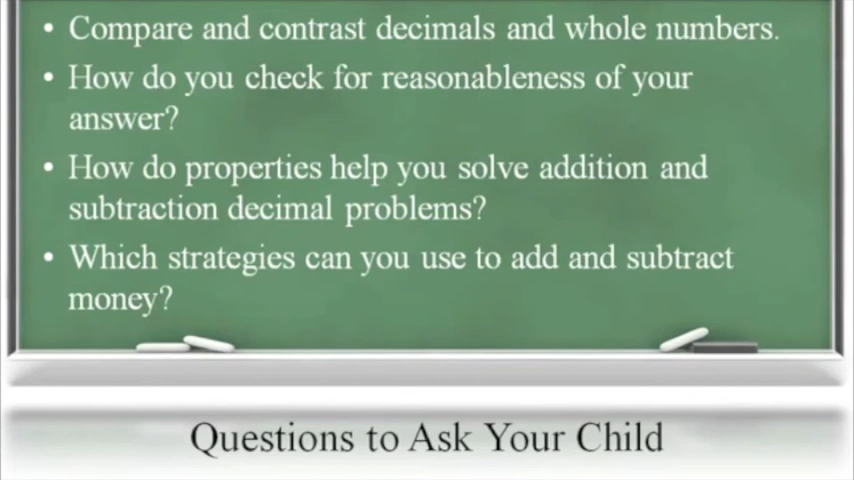 • Compare and contrast decimals and whole numbers.
• How do you check for reasonableness of your
answer?
• How do properties help you solve addition and
subtraction decimal problems?
• Which strategies can you use to add and subtract
money?
Questions to Ask Your Child